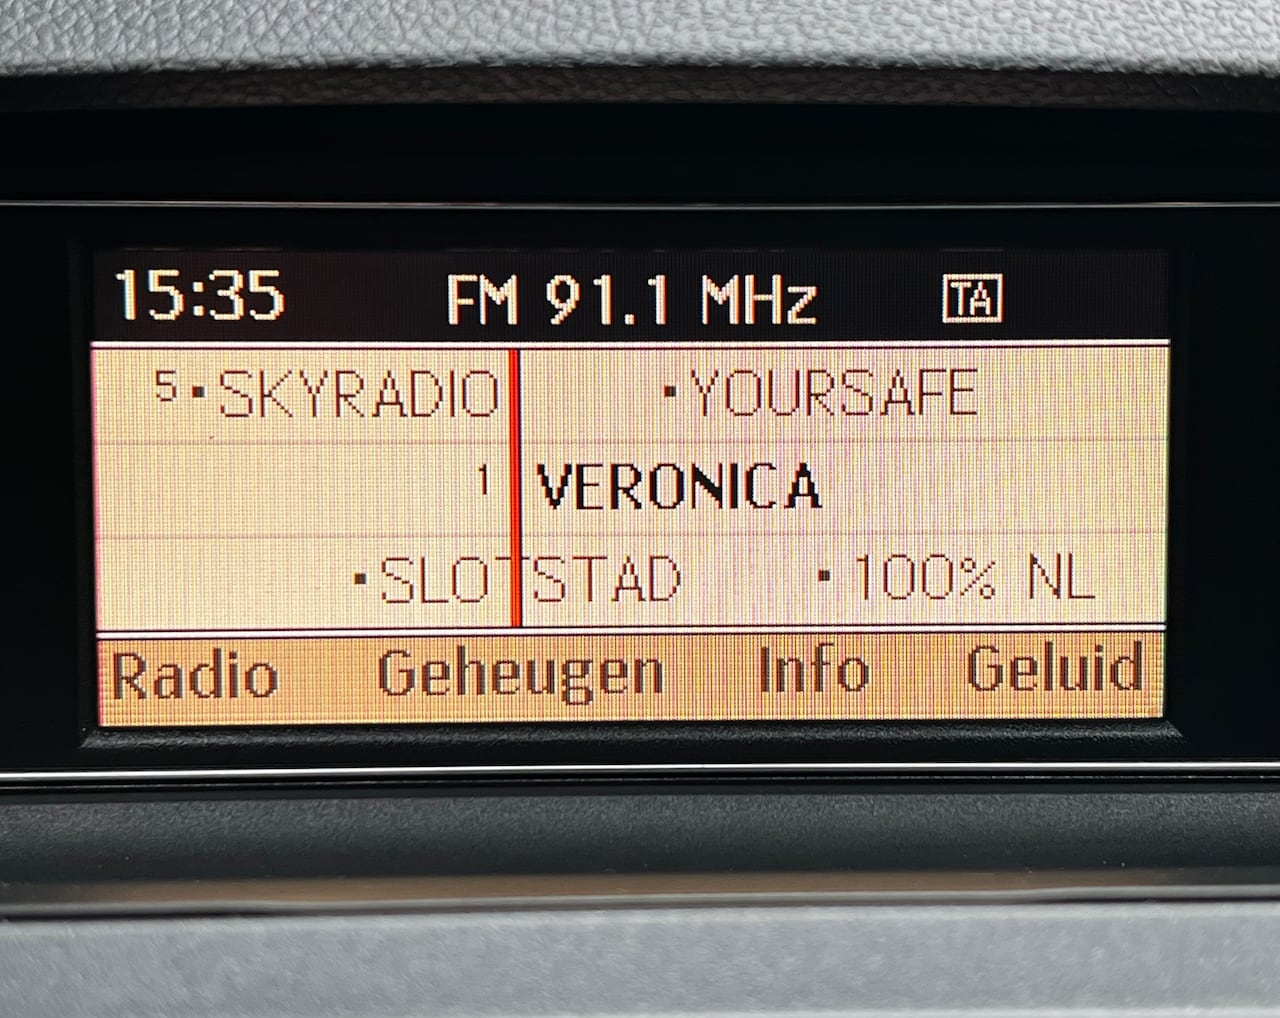 15:35 FM 91.1 MHz TA
5 ▪SKYRADIO ▪YOURSAFE
1 VERONICA
▪SLOTSTAD ▪100% NL
Radio Geheugen Info Geluid